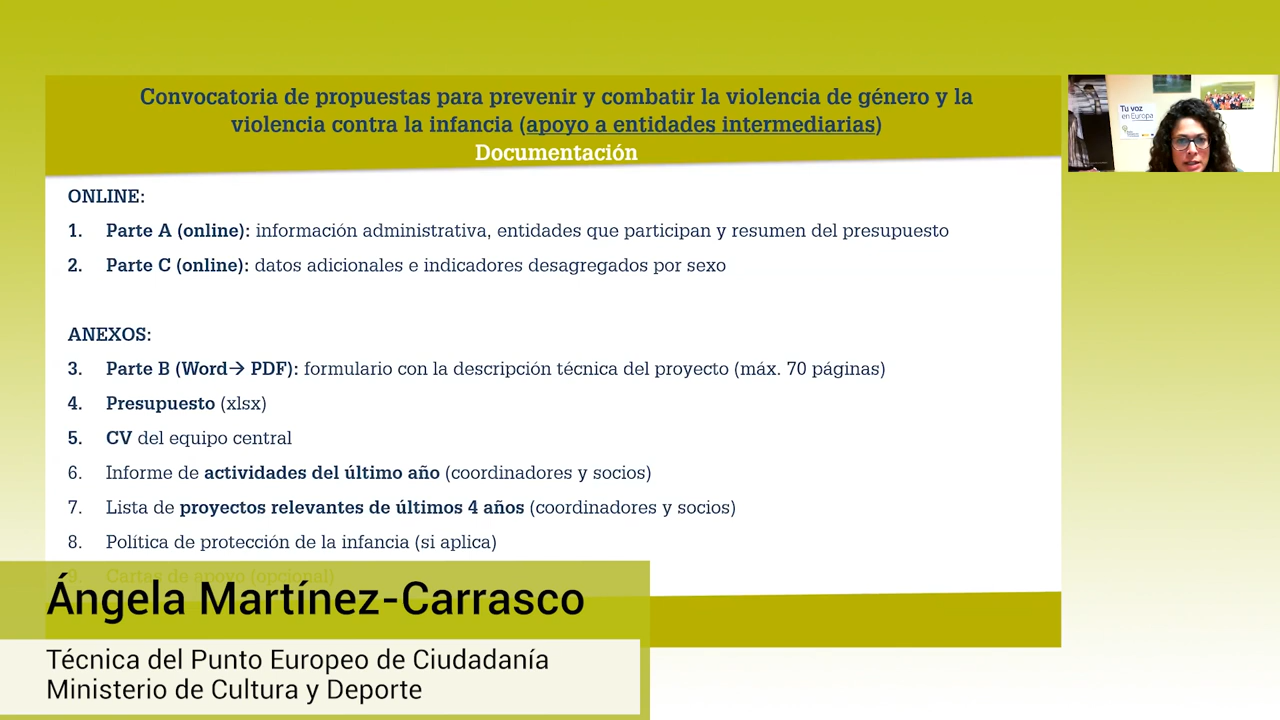 Convocatoria de propuestas para prevenir y combatir la violencia de género y la
violencia contra la infancia (apoyo a entidades intermediarias)
Documentación
Tu voz
en Europa
ONLINE:
1. Parte A (online): información administrativa, entidades que participan y resumen del presupuesto
2. Parte C (online): datos adicionales e indicadores desagregados por sexo
ANEXOS:
3. Parte B (Word→ PDF): formulario con la descripción técnica del proyecto (máx. 70 páginas)
4. Presupuesto (xlsx)
5. CV del equipo central
6. Informe de actividades del último año (coordinadores y socios)
7. Lista de proyectos relevantes de últimos 4 años (coordinadores y socios)
8. Política de protección de la infancia (si aplica)
9. Cartas de apoyo (opcional)
Ángela Martínez-Carrasco
Técnica del Punto Europeo de Ciudadanía
Ministerio de Cultura y Deporte